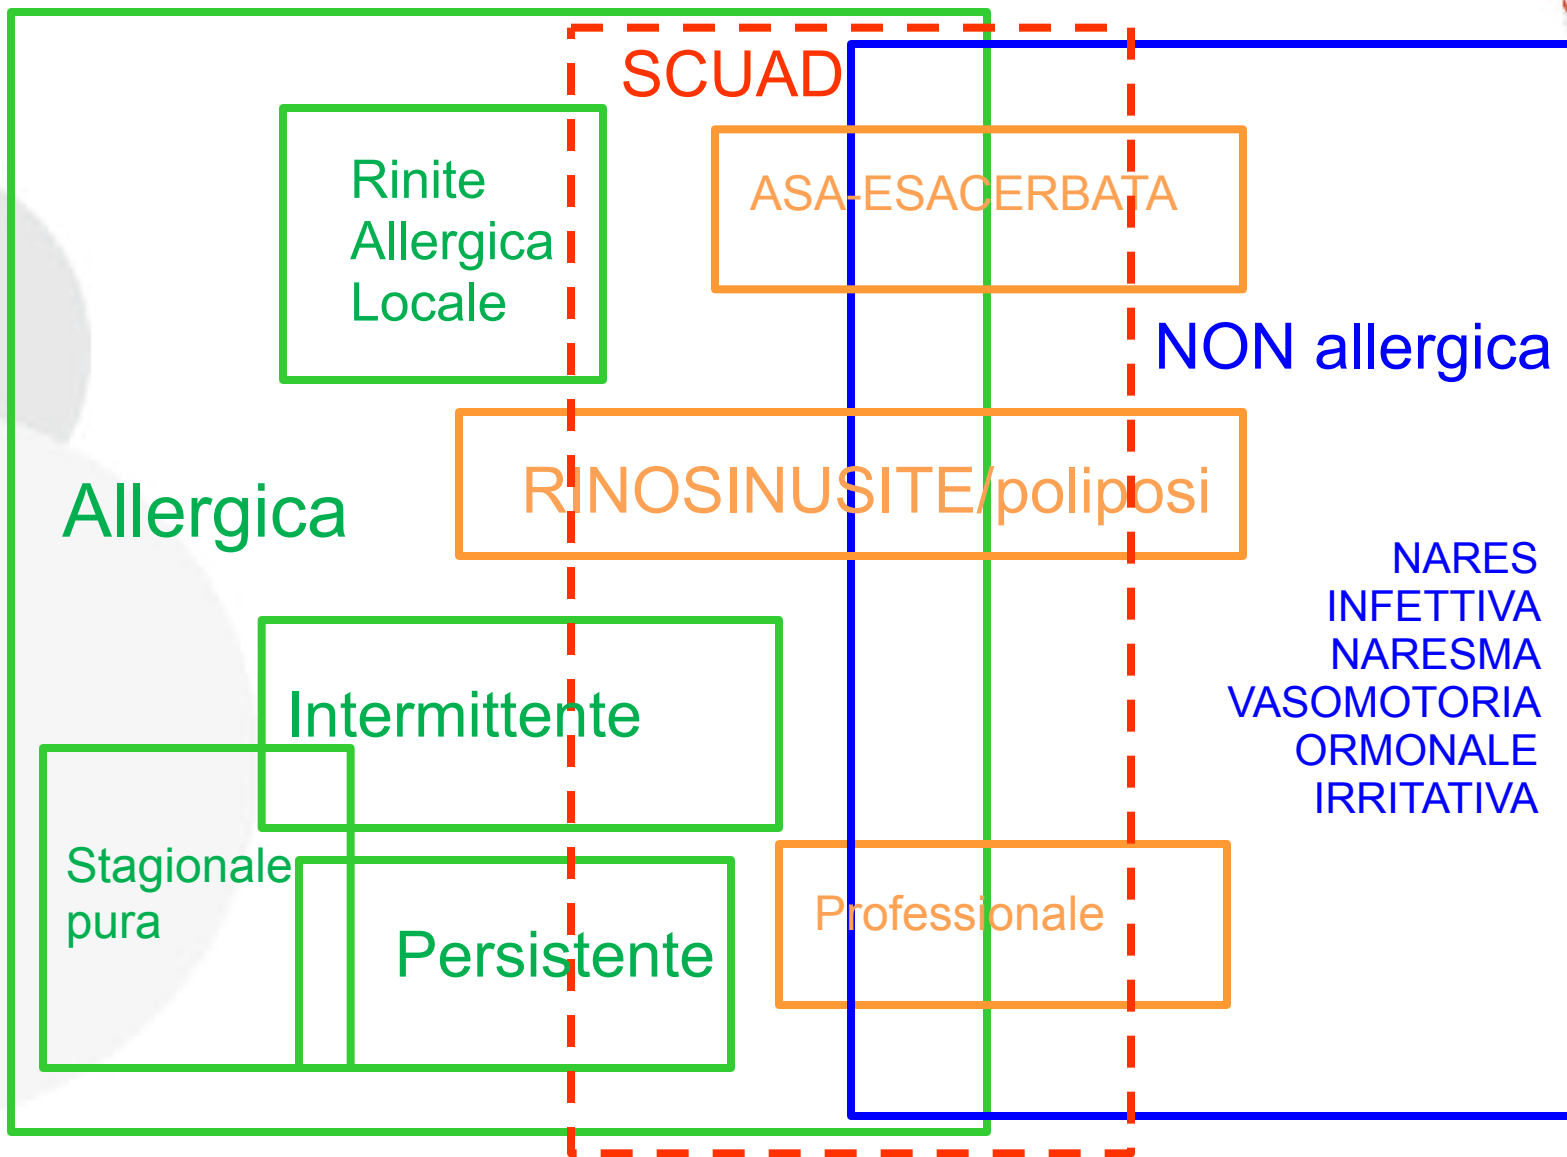 SCUAD
Rinite
Allergica
Locale
ASA-ESACERBATA
NON allergica
RINOSINUSITE/poliposi
Allergica
NARES
INFETTIVA
NARESMA
VASOMOTORIA
ORMONALE
IRRITATIVA
Intermittente
Stagionale
pura
Persistente
Professionale